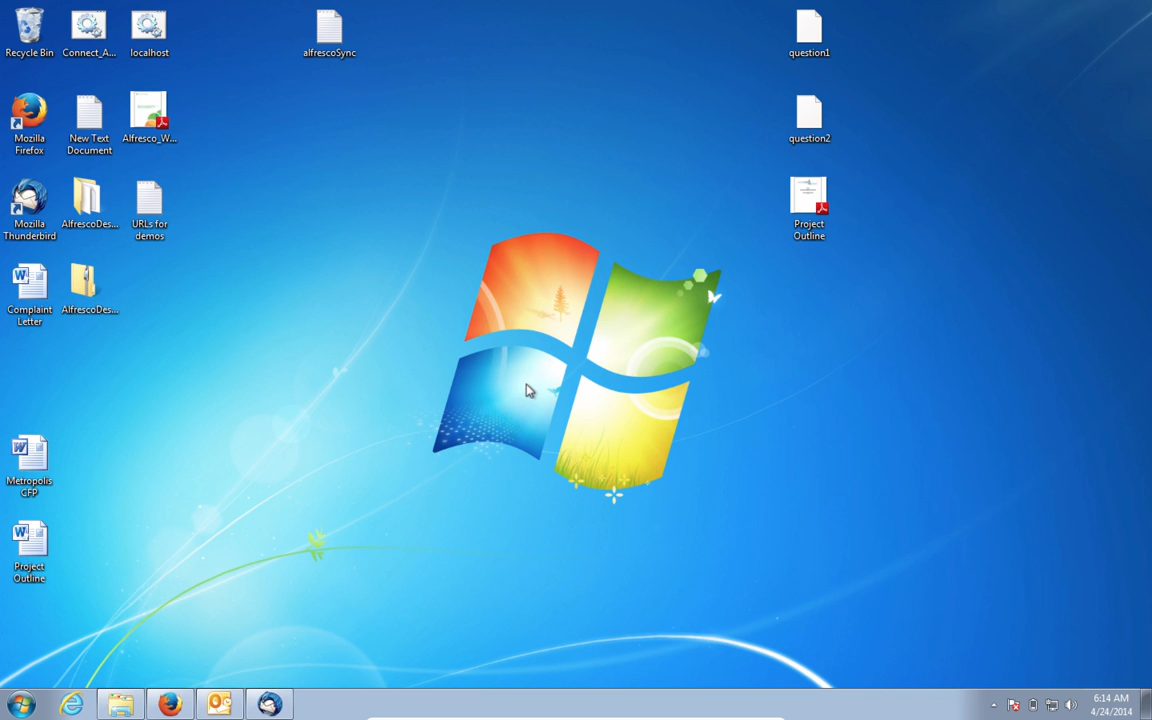 Recycle Bin
Connect_A...
localhost
alfrescoSync
question1
Mozilla
Firefox
New Text
Document
Alfresco_W...
question2
Mozilla
Thunderbird
AlfrescoDes...
URLs for
demos
Project
Outline
Complaint
Letter
AlfrescoDes...
Metropolis
CFP
Project
Outline
6:14 AM
4/24/2014